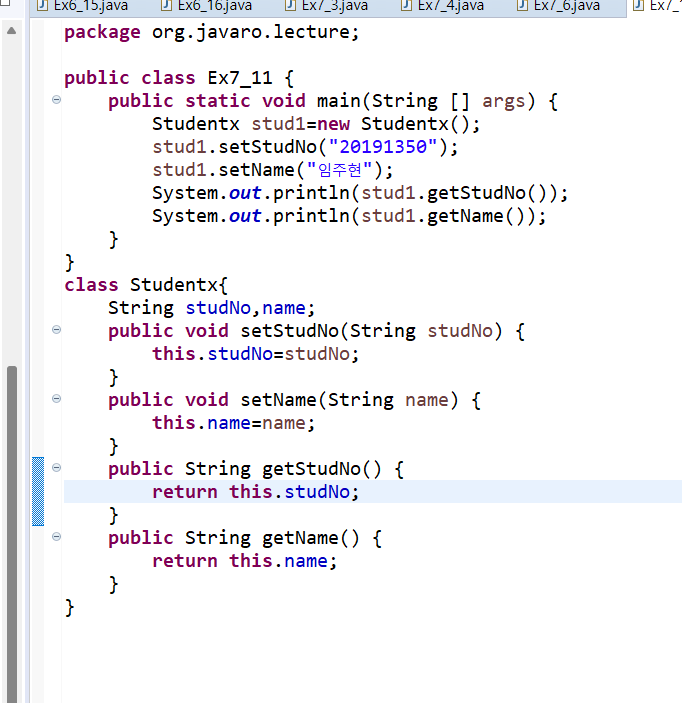 Ex6_15.java Ex6_16.java Ex7_3.java Ex7_4.java Ex7_6.java Ex7_1
package org.javaro.lecture;
public class Ex7_11 {
public static void main(String [] args) {
Studentx stud1=new Studentx();
stud1.setStudNo("20191350");
stud1.setName("임주현");
System.out.println(stud1.getStudNo());
System.out.println(stud1.getName());
}
}
class Studentx{
String studNo,name;
public void setStudNo(String studNo) {
this.studNo=studNo;
}
public void setName(String name) {
this.name=name;
}
public String getStudNo() {
return this.studNo;
}
public String getName() {
return this.name;
}
}